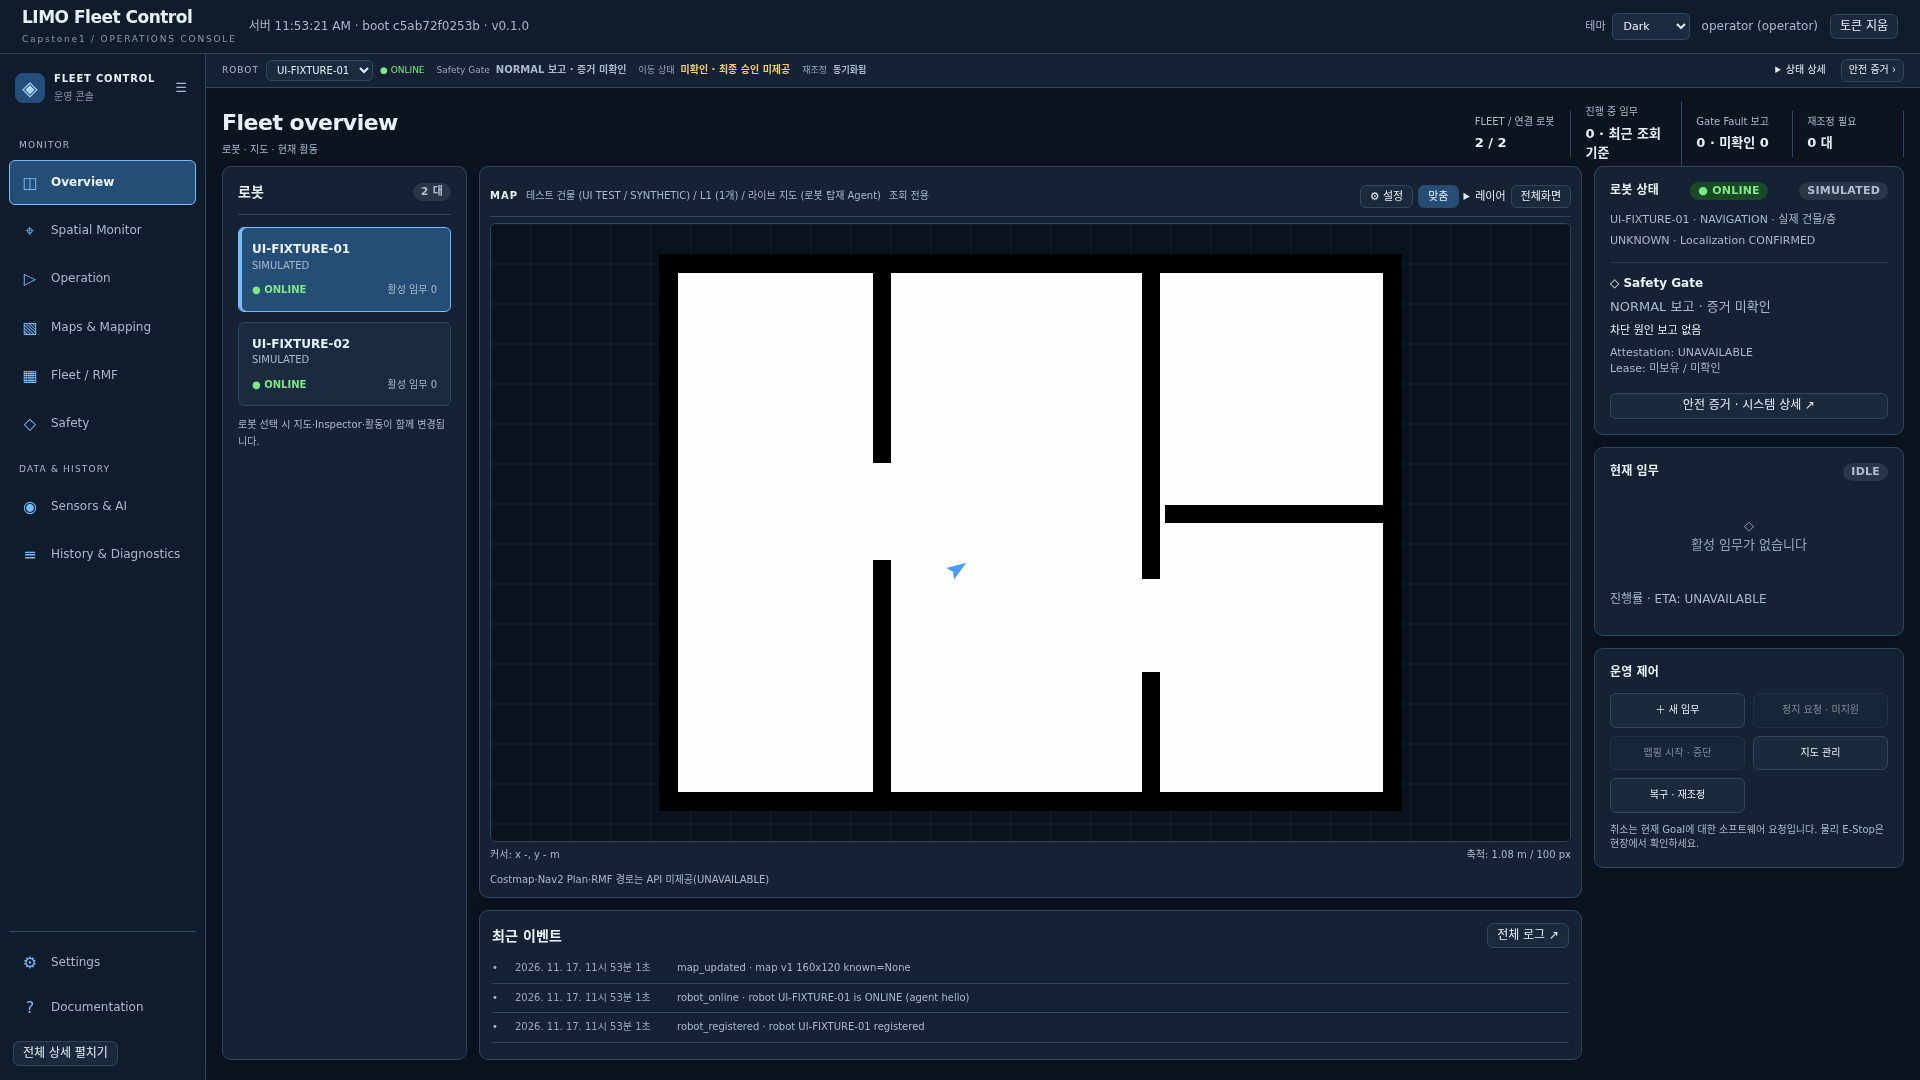 LIMO Fleet Control
Capstone1 / OPERATIONS CONSOLE
서버 11:53:21 AM · boot c5ab72f0253b · v0.1.0
테마
Dark
operator (operator)
토큰 지움
FLEET CONTROL
운영 콘솔
☰
ROBOT
UI-FIXTURE-01
● ONLINE
Safety Gate NORMAL 보고 · 증거 미확인
이동 상태 미확인 · 최종 승인 미제공
재조정 동기화됨
▶ 상태 상세
안전 증거 ›
MONITOR
Overview
Spatial Monitor
Operation
Maps & Mapping
Fleet / RMF
Safety
DATA & HISTORY
Sensors & AI
History & Diagnostics
Settings
? Documentation
전체 상세 펼치기
Fleet overview
로봇 · 지도 · 현재 활동
FLEET / 연결 로봇
2 / 2
진행 중 임무
0 · 최근 조회
기준
Gate Fault 보고
0 · 미확인 0
재조정 필요
0 대
로봇
2 대
UI-FIXTURE-01
SIMULATED
● ONLINE
활성 임무 0
UI-FIXTURE-02
SIMULATED
● ONLINE
활성 임무 0
로봇 선택 시 지도·Inspector·활동이 함께 변경됩
니다.
MAP 테스트 건물 (UI TEST / SYNTHETIC) / L1 (1개) / 라이브 지도 (로봇 탑재 Agent) 조회 전용
⚙ 설정
맞춤
▶ 레이어
전체화면
커서: x -, y - m
축척: 1.08 m / 100 px
Costmap·Nav2 Plan·RMF 경로는 API 미제공(UNAVAILABLE)
최근 이벤트
전체 로그 ↗
• 2026. 11. 17. 11시 53분 1초 map_updated · map v1 160x120 known=None
• 2026. 11. 17. 11시 53분 1초 robot_online · robot UI-FIXTURE-01 is ONLINE (agent hello)
• 2026. 11. 17. 11시 53분 1초 robot_registered · robot UI-FIXTURE-01 registered
로봇 상태
● ONLINE
SIMULATED
UI-FIXTURE-01 · NAVIGATION · 실제 건물/층
UNKNOWN · Localization CONFIRMED
◇ Safety Gate
NORMAL 보고 · 증거 미확인
차단 원인 보고 없음
Attestation: UNAVAILABLE
Lease: 미보유 / 미확인
안전 증거 · 시스템 상세 ↗
현재 임무
IDLE
◇
활성 임무가 없습니다
진행률 · ETA: UNAVAILABLE
운영 제어
＋ 새 임무
정지 요청 · 미지원
맵핑 시작 · 중단
지도 관리
복구 · 재조정
취소는 현재 Goal에 대한 소프트웨어 요청입니다. 물리 E-Stop은
현장에서 확인하세요.